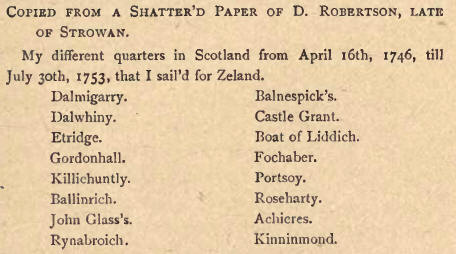 COPIED FROM A SHATTER'D PAPER OF D. ROBERTSON, LATE
OF STROWAN.
My different quarters in Scotland from April 16th, 1746, till
July 30th, 1753, that I sail'd for Zeland.
Dalmigarry.
Dalwhiny.
Etridge.
Gordonhall.
Killichuntly.
Ballinrich.
John Glass's.
Rynabroich.
Balnespick's.
Castle Grant.
Boat of Liddich.
Fochaber.
Portsoy.
Roseharty.
Achicres.
Kinninmond.